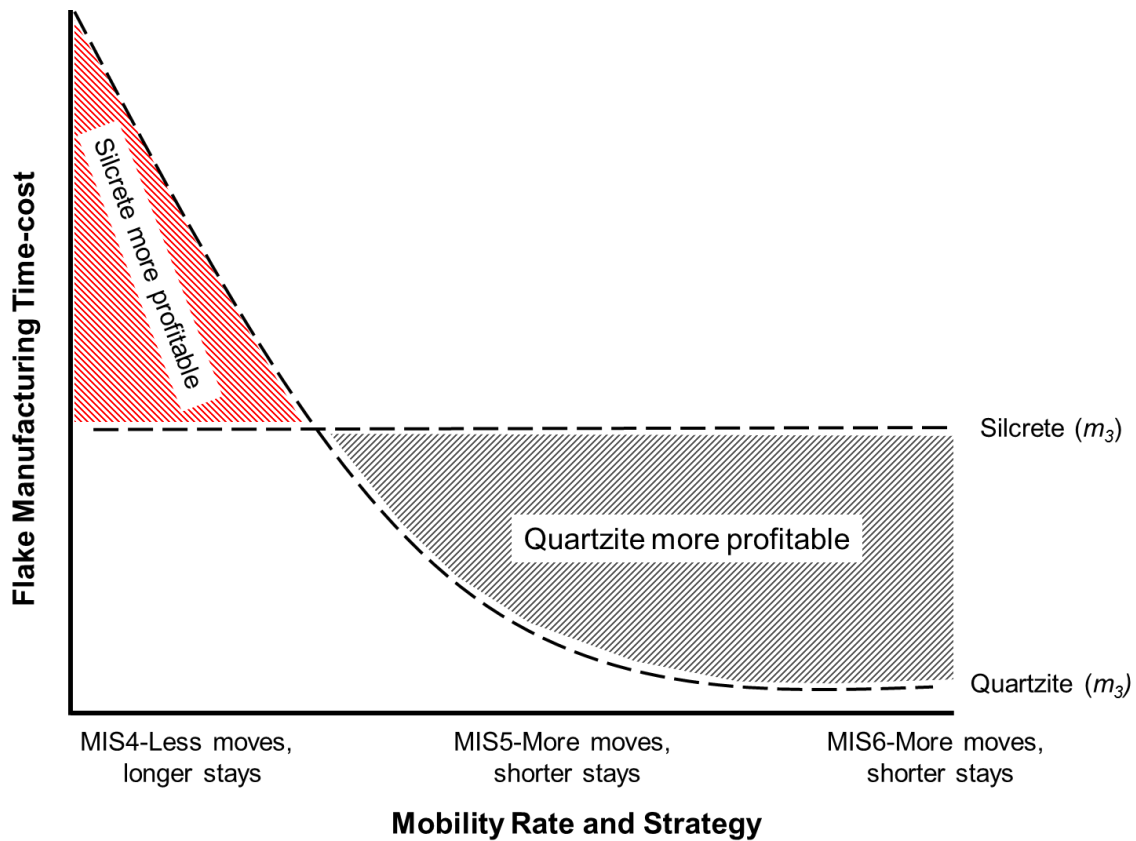 Flake Manufacturing Time-cost
Silcrete more profitable
Silcrete (m3)
Quartzite more profitable
Quartzite (m3)
MIS4-Less moves,
longer stays
MIS5-More moves,
shorter stays
MIS6-More moves,
shorter stays
Mobility Rate and Strategy